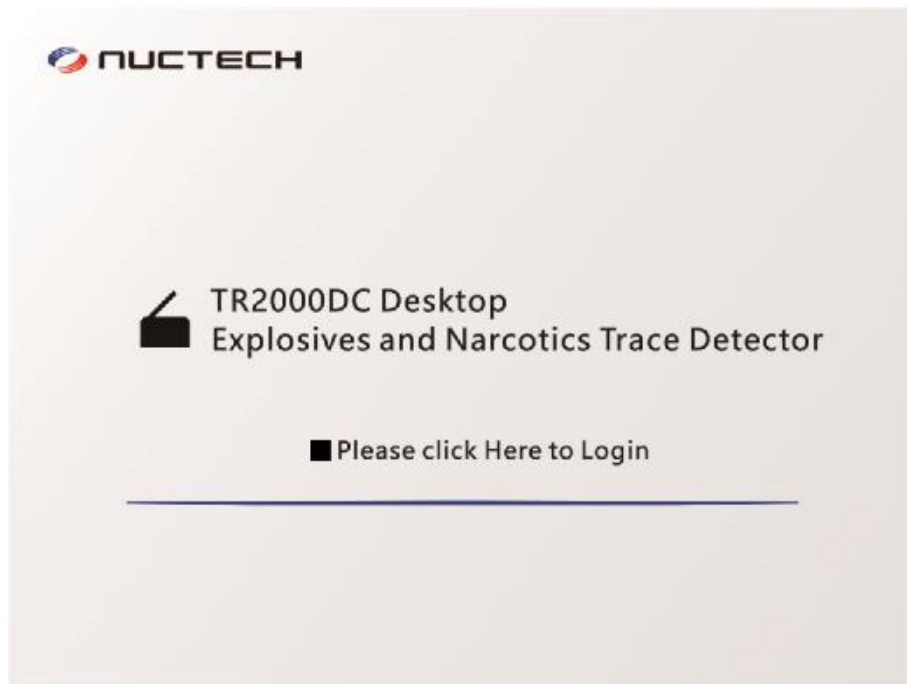 NUCTECH
TR2000DC Desktop
Explosives and Narcotics Trace Detector
Please click Here to Login